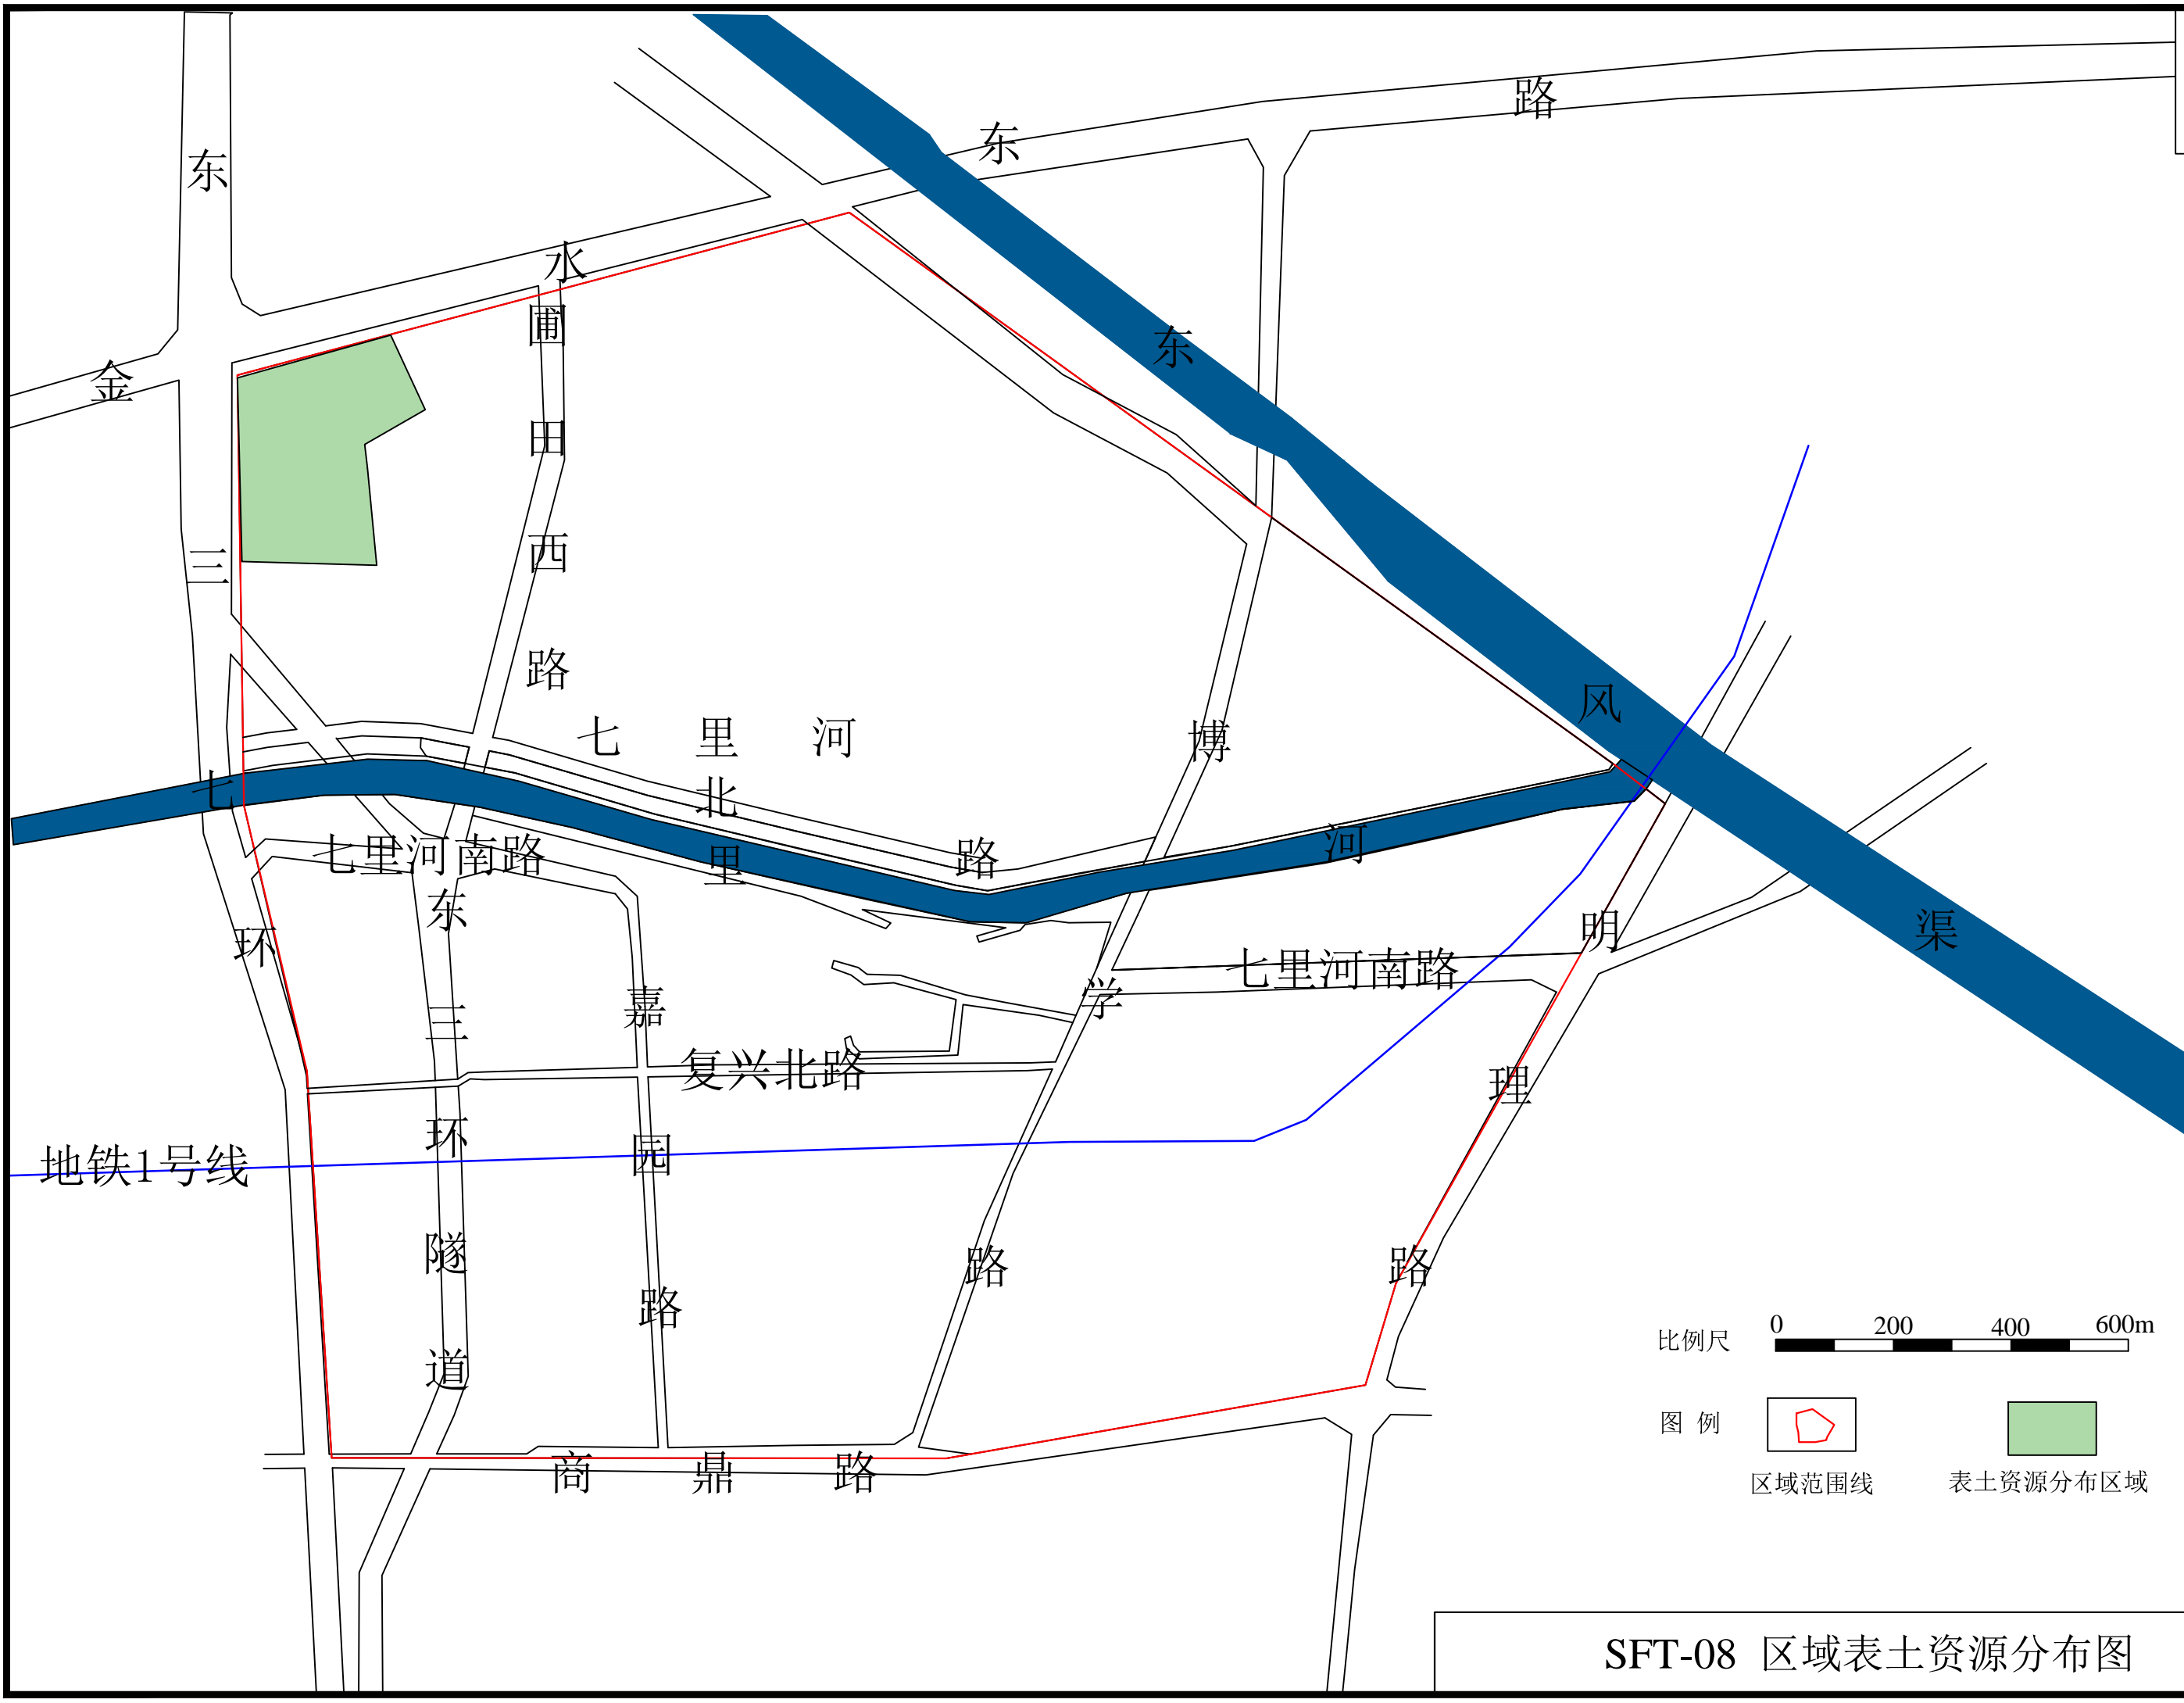 金水东路
东三环
圃田西路
东风渠
七里河北路
七里河
七里河南路
七里河南路
博学路
明理路
东三环隧道
嘉园路
复兴北路
地铁1号线
商鼎路
比例尺
0 200 400 600m
图 例
区域范围线
表土资源分布区域
SFT-08 区域表土资源分布图